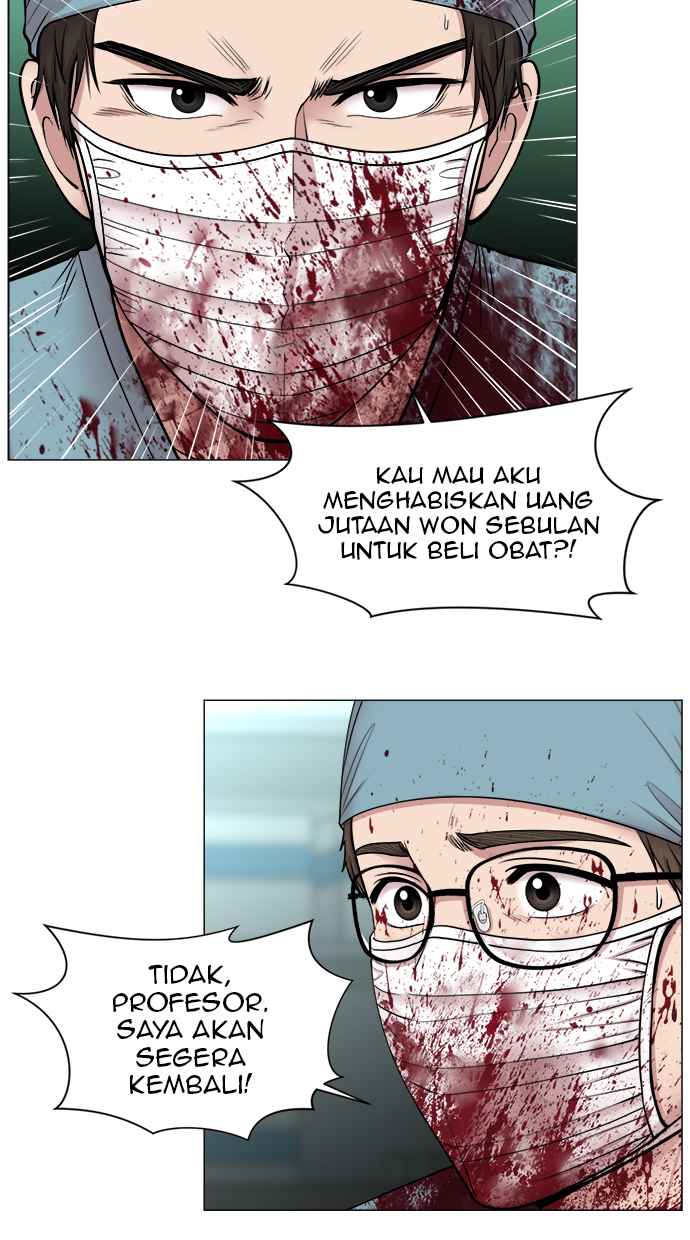 KAU MAU AKU
MENGHABISKAN UANG
JUTAAN WON SEBULAN
UNTUK BELI OBAT?!
TIDAK,
PROFESOR.
SAYA AKAN
SEGERA
KEMBALI!